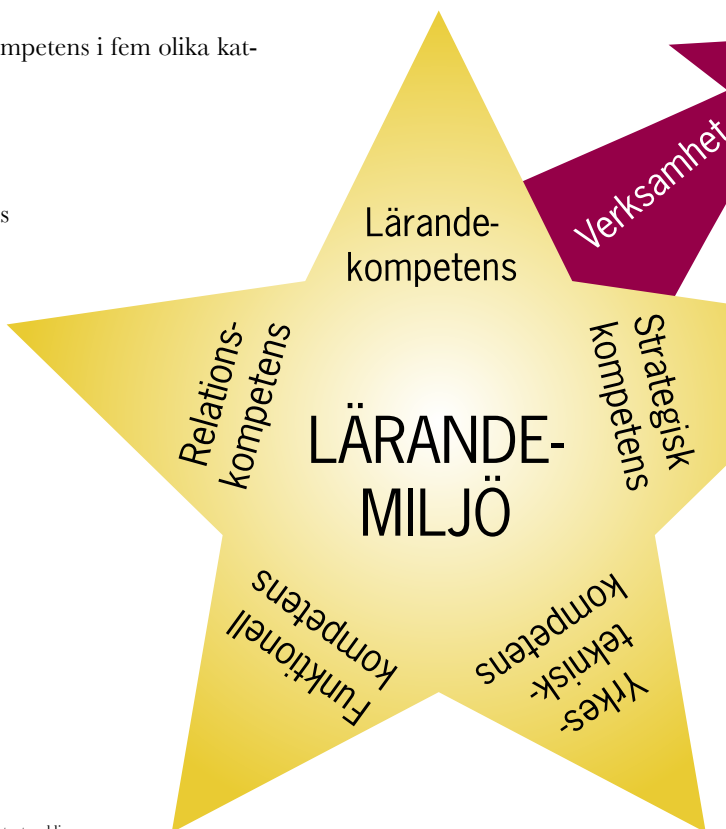 mpetens i fem olika kat-
s
Verksamhet
Lärande-
kompetens
Relations-
kompetens
Strategisk
kompetens
LÄRANDE-
MILJÖ
Funktionell
kompetens
Yrkes-
teknisk-
kompetens